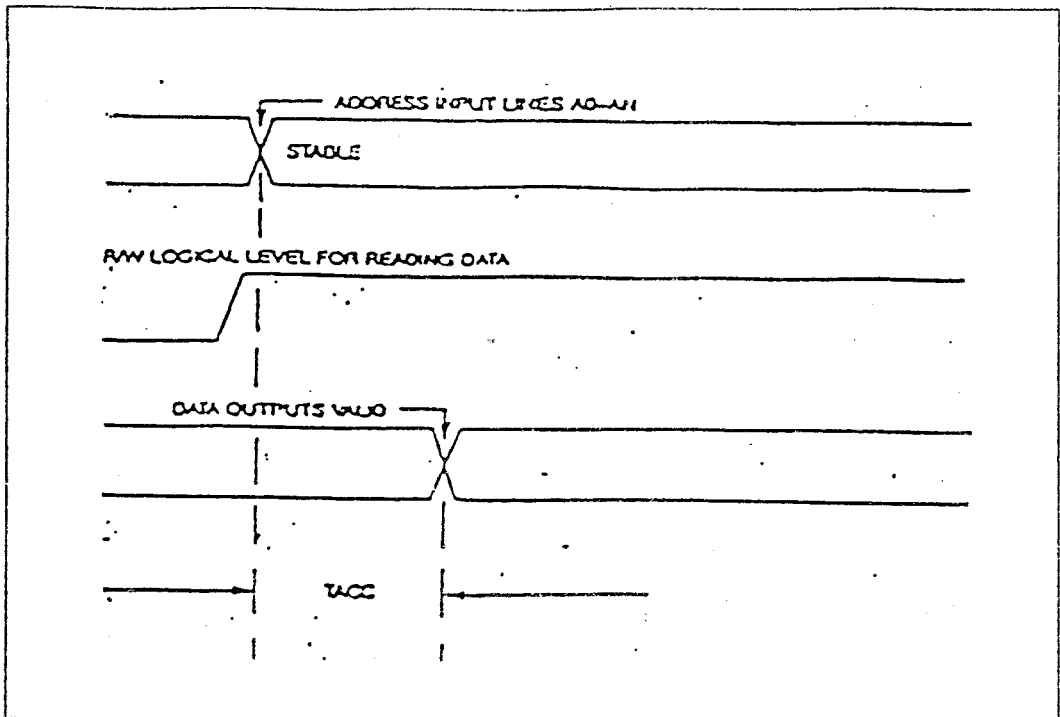 ADDRESS INPUT LINES A0-AN
STABLE
R/W LOGICAL LEVEL FOR READING DATA
DATA OUTPUTS VALID
TACC